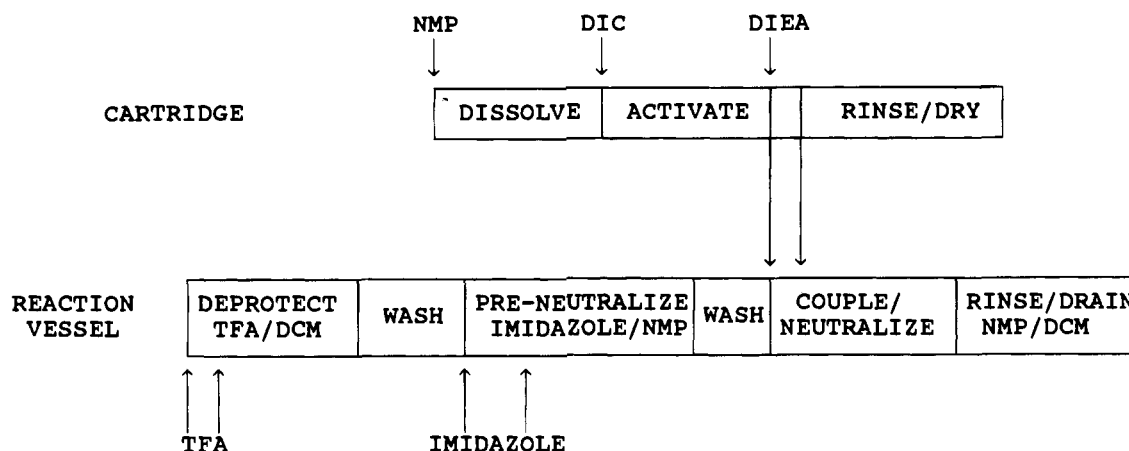 NMP DIC DIEA
CARTRIDGE DISSOLVE ACTIVATE RINSE/DRY
REACTION VESSEL
DEPROTECT TFA/DCM
WASH
PRE-NEUTRALIZE IMIDAZOLE/NMP
WASH
COUPLE/ NEUTRALIZE
RINSE/DRAIN NMP/DCM
TFA IMIDAZOLE